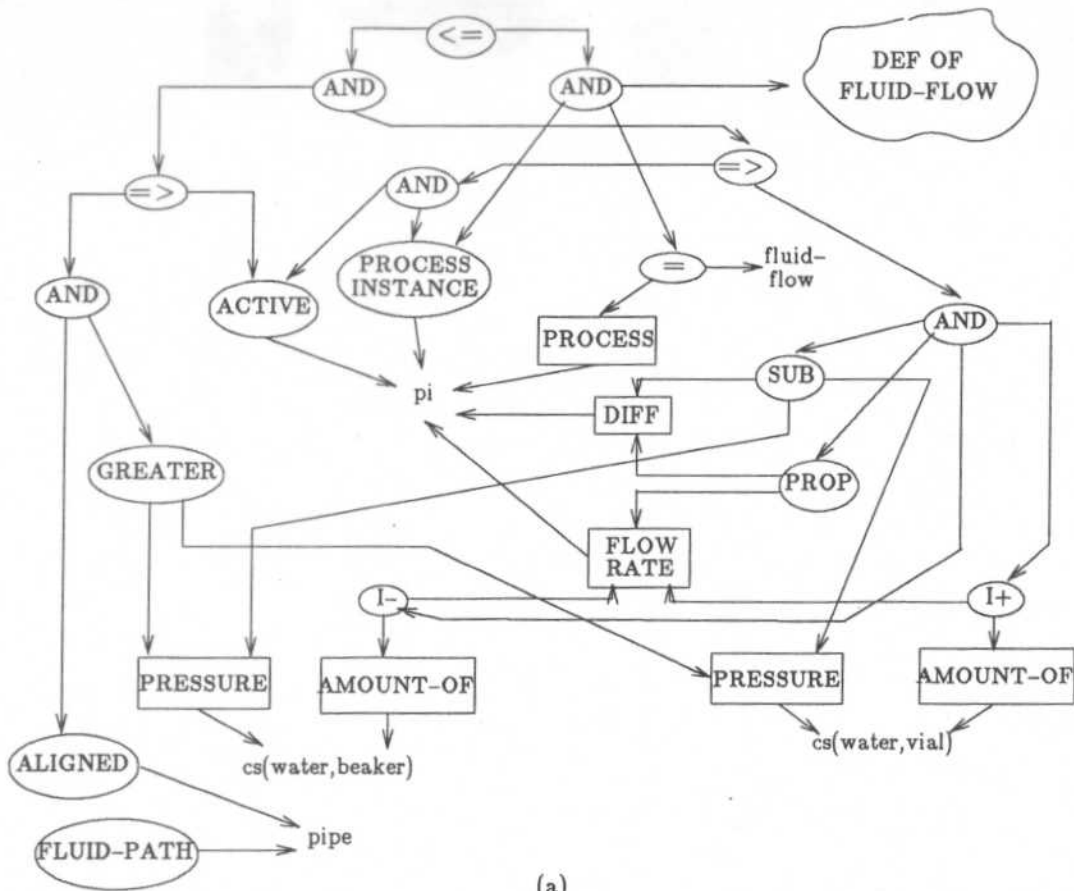 <=
DEF OF
FLUID-FLOW
AND
AND
=>
AND
=>
PROCESS
INSTANCE
=
fluid-
flow
AND
ACTIVE
AND
PROCESS
SUB
pi
DIFF
GREATER
PROP
FLOW
RATE
I-
I+
PRESSURE
AMOUNT-OF
PRESSURE
AMOUNT-OF
cs(water,beaker)
cs(water,vial)
ALIGNED
pipe
FLUID-PATH
(a)